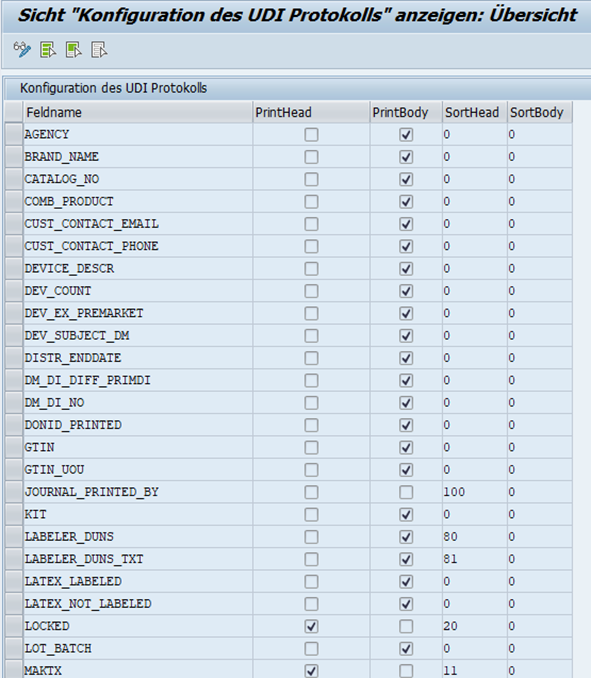 Sicht "Konfiguration des UDI Protokolls" anzeigen: Übersicht
Konfiguration des UDI Protokolls
Feldname PrintHead PrintBody SortHead SortBody
AGENCY 0 0
BRAND_NAME 0 0
CATALOG_NO 0 0
COMB_PRODUCT 0 0
CUST_CONTACT_EMAIL 0 0
CUST_CONTACT_PHONE 0 0
DEVICE_DESCR 0 0
DEV_COUNT 0 0
DEV_EX_PREMARKET 0 0
DEV_SUBJECT_DM 0 0
DISTR_ENDDATE 0 0
DM_DI_DIFF_PRIMDI 0 0
DM_DI_NO 0 0
DONID_PRINTED 0 0
GTIN 0 0
GTIN_UOU 0 0
JOURNAL_PRINTED_BY 100 0
KIT 0 0
LABELER_DUNS 80 0
LABELER_DUNS_TXT 81 0
LATEX_LABELED 0 0
LATEX_NOT_LABELED 0 0
LOCKED 20 0
LOT_BATCH 0 0
MAKTX 11 0